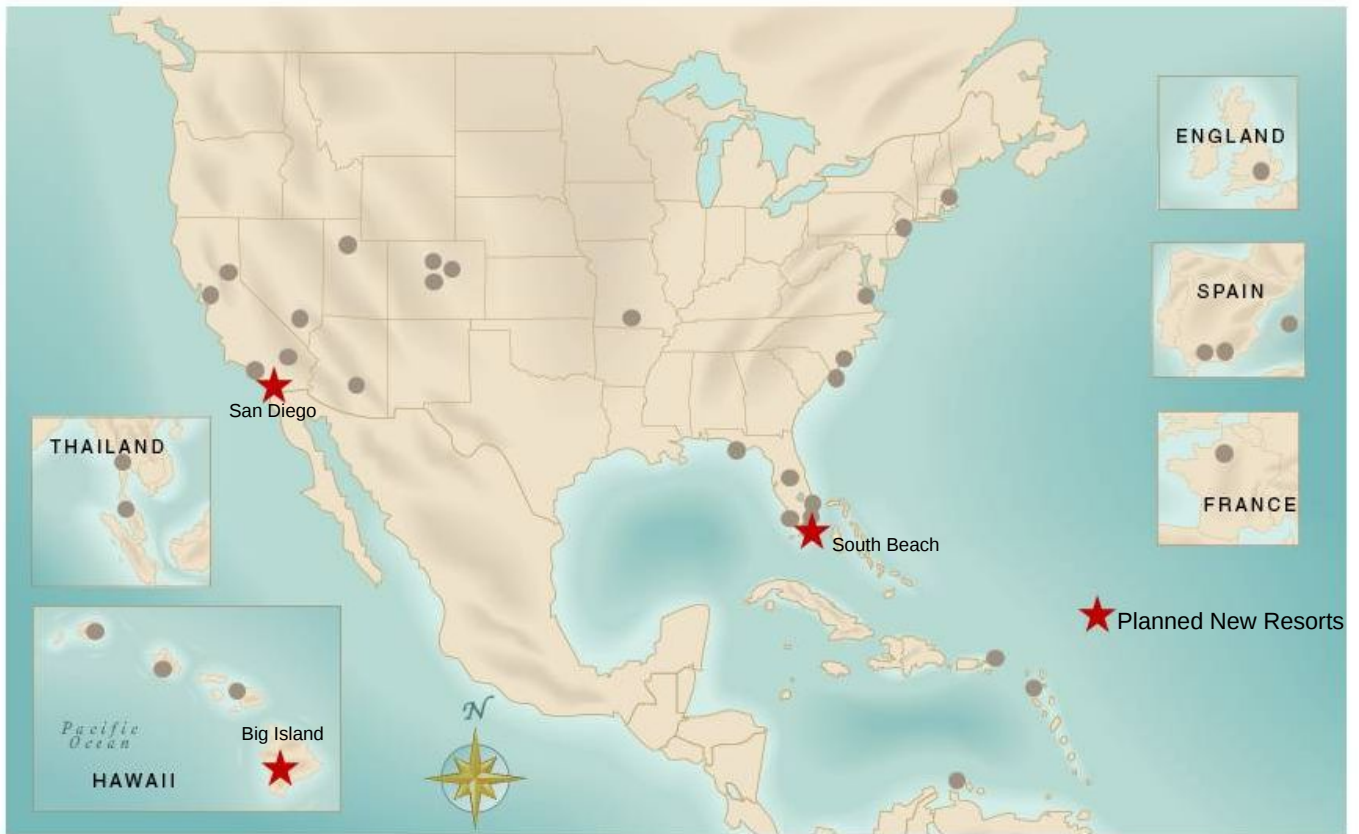 ENGLAND
SPAIN
San Diego
THAILAND
FRANCE
South Beach
Planned New Resorts
N
Big Island
Pacific
Ocean
HAWAII